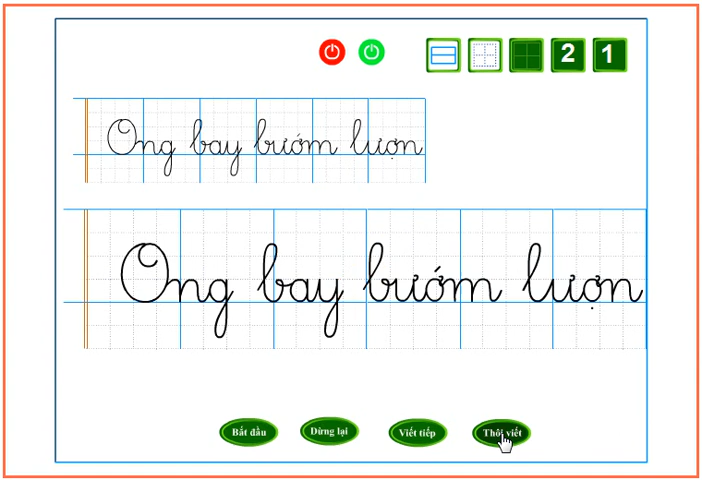 2 1
Ong bay bướm lượn
Ong bay bướm lượn
Bắt đầu Dừng lại Viết tiếp Thôi viết